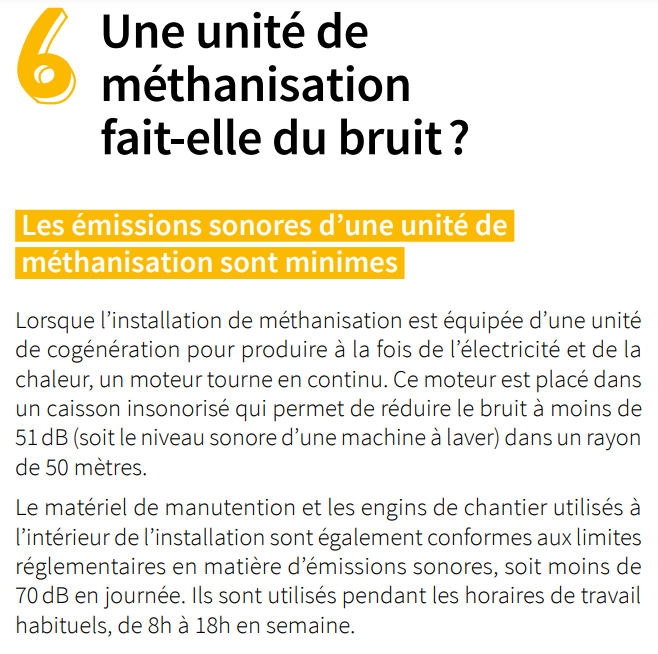 6 Une unité de
méthanisation
fait-elle du bruit ?
Les émissions sonores d’une unité de
méthanisation sont minimes
Lorsque l’installation de méthanisation est équipée d’une unité
de cogénération pour produire à la fois de l’électricité et de la
chaleur, un moteur tourne en continu. Ce moteur est placé dans
un caisson insonorisé qui permet de réduire le bruit à moins de
51 dB (soit le niveau sonore d’une machine à laver) dans un rayon
de 50 mètres.
Le matériel de manutention et les engins de chantier utilisés à
l’intérieur de l’installation sont également conformes aux limites
réglementaires en matière d’émissions sonores, soit moins de
70 dB en journée. Ils sont utilisés pendant les horaires de travail
habituels, de 8h à 18h en semaine.